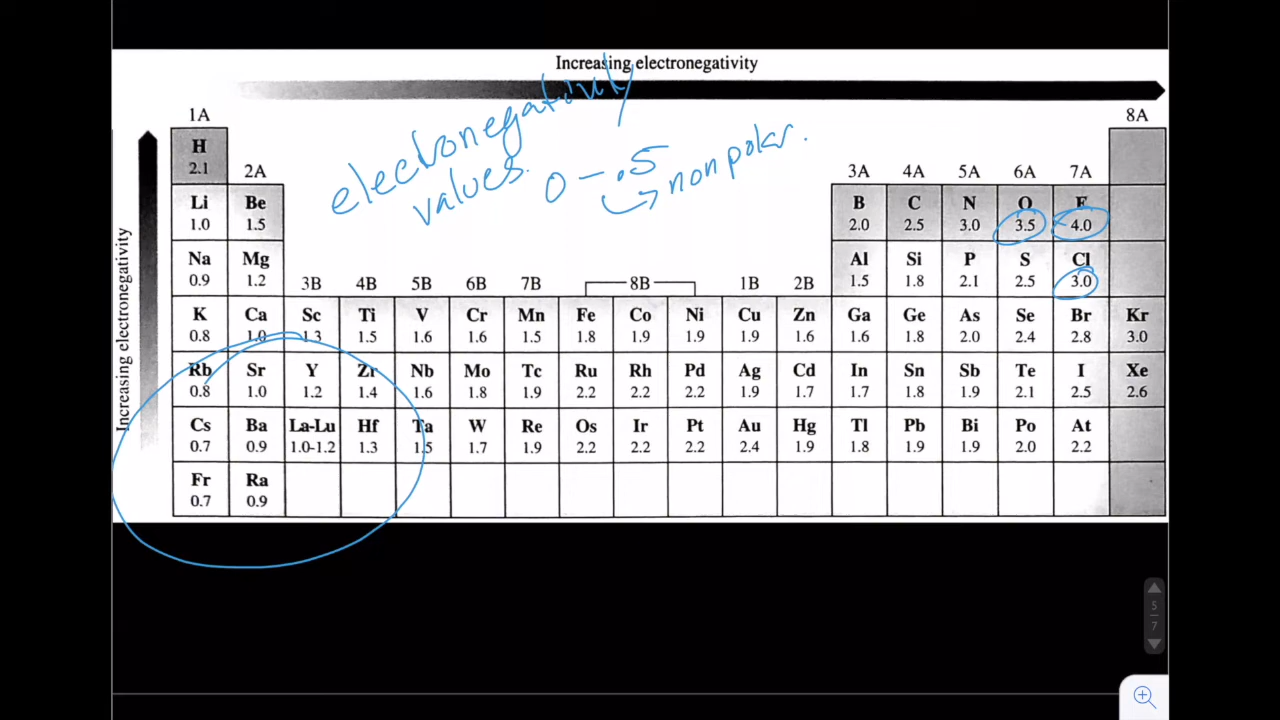 Increasing electronegativity
electronegativity
values.
0 - .5
nonpolar.
Increasing electronegativity
1A 8A
H
2.1
2A 3A 4A 5A 6A 7A
Li Be B C N O F
1.0 1.5 2.0 2.5 3.0 3.5 4.0
Na Mg Al Si P S Cl
0.9 1.2 3B 4B 5B 6B 7B 8B 1B 2B 1.5 1.8 2.1 2.5 3.0
K Ca Sc Ti V Cr Mn Fe Co Ni Cu Zn Ga Ge As Se Br Kr
0.8 1.0 1.3 1.5 1.6 1.6 1.5 1.8 1.9 1.9 1.9 1.6 1.6 1.8 2.0 2.4 2.8 3.0
Rb Sr Y Zr Nb Mo Tc Ru Rh Pd Ag Cd In Sn Sb Te I Xe
0.8 1.0 1.2 1.4 1.6 1.8 1.9 2.2 2.2 2.2 1.9 1.7 1.7 1.8 1.9 2.1 2.5 2.6
Cs Ba La-Lu Hf Ta W Re Os Ir Pt Au Hg Tl Pb Bi Po At
0.7 0.9 1.0-1.2 1.3 1.5 1.7 1.9 2.2 2.2 2.2 2.4 1.9 1.8 1.9 1.9 2.0 2.2
Fr Ra
0.7 0.9
5
7